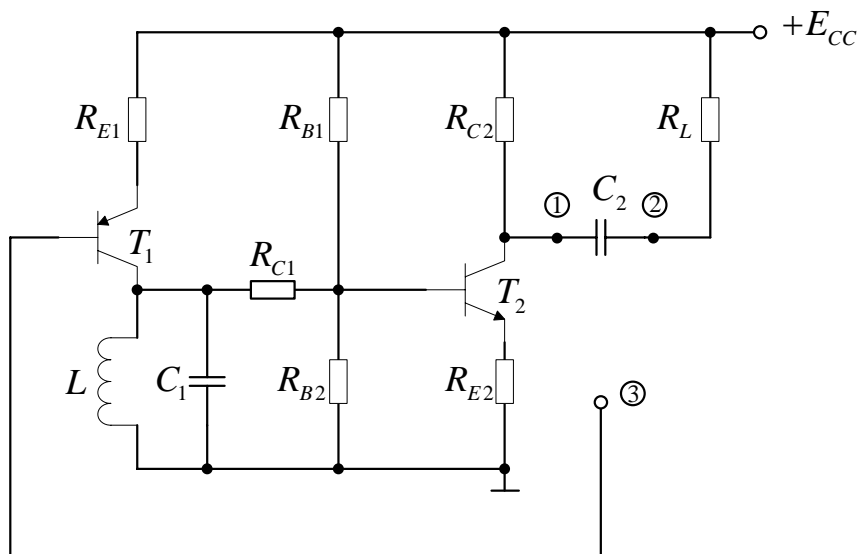 +E_CC
R_E1
R_B1
R_C2
R_L
① C_2 ②
T_1
R_C1
T_2
L
C_1
R_B2
R_E2
③